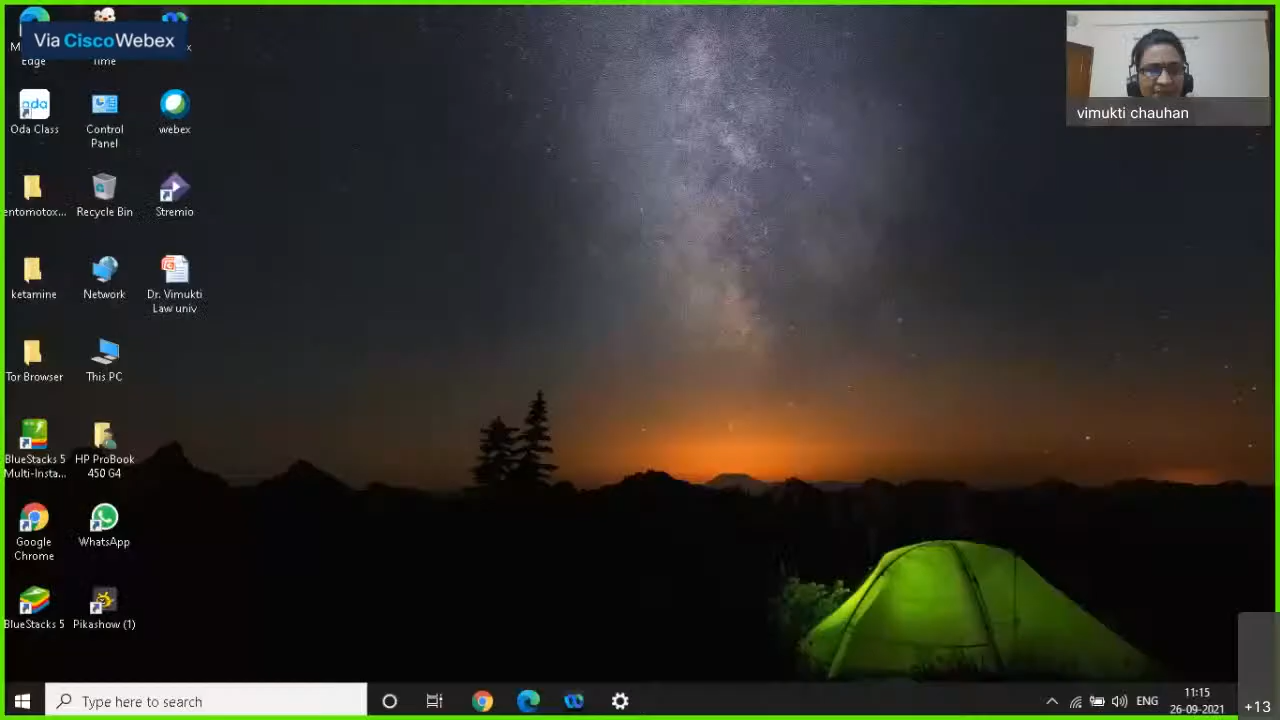 Via Cisco Webex
Edge
Time
vimukti chauhan
Oda Class
Control
Panel
webex
entomotox...
Recycle Bin
Stremio
ketamine
Network
Dr. Vimukti
Law univ
Tor Browser
This PC
BlueStacks 5
Multi-Insta...
HP ProBook
450 G4
Google
Chrome
WhatsApp
BlueStacks 5
Pikashow (1)
Type here to search
ENG
11:15
26-09-2021
+13